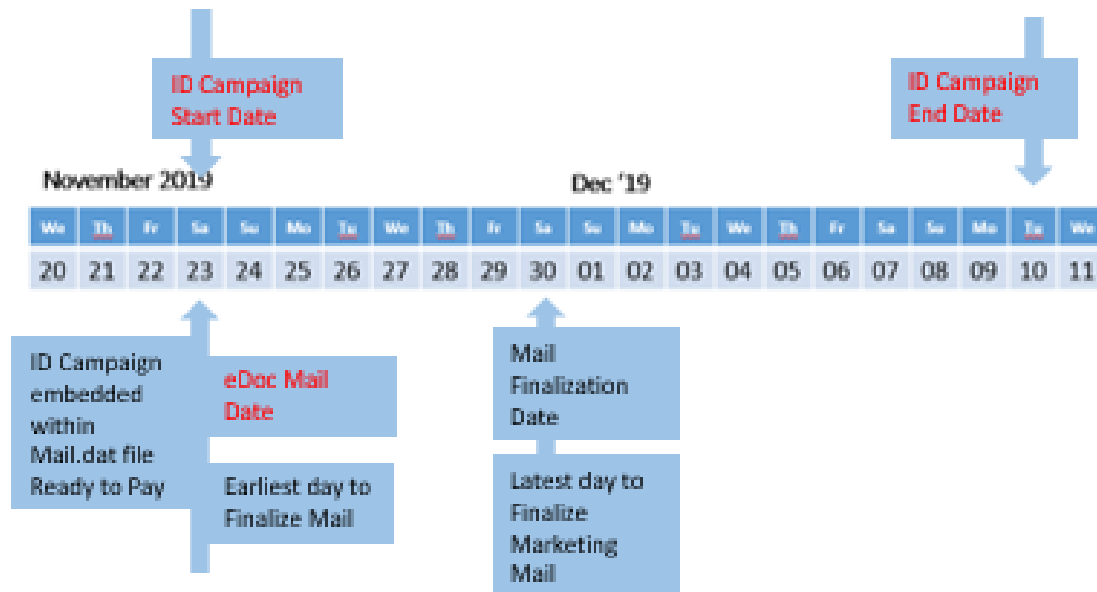 ID Campaign
Start Date
ID Campaign
End Date
November 2019
Dec '19
We Th Fr Sa Su Mo Tu We Th Fr Sa Su Mo Tu We Th Fr Sa Su Mo Tu We
20 21 22 23 24 25 26 27 28 29 30 01 02 03 04 05 06 07 08 09 10 11
ID Campaign
embedded
within
Mail.dat file
Ready to Pay
eDoc Mail
Date
Earliest day to
Finalize Mail
Mail
Finalization
Date
Latest day to
Finalize
Marketing
Mail